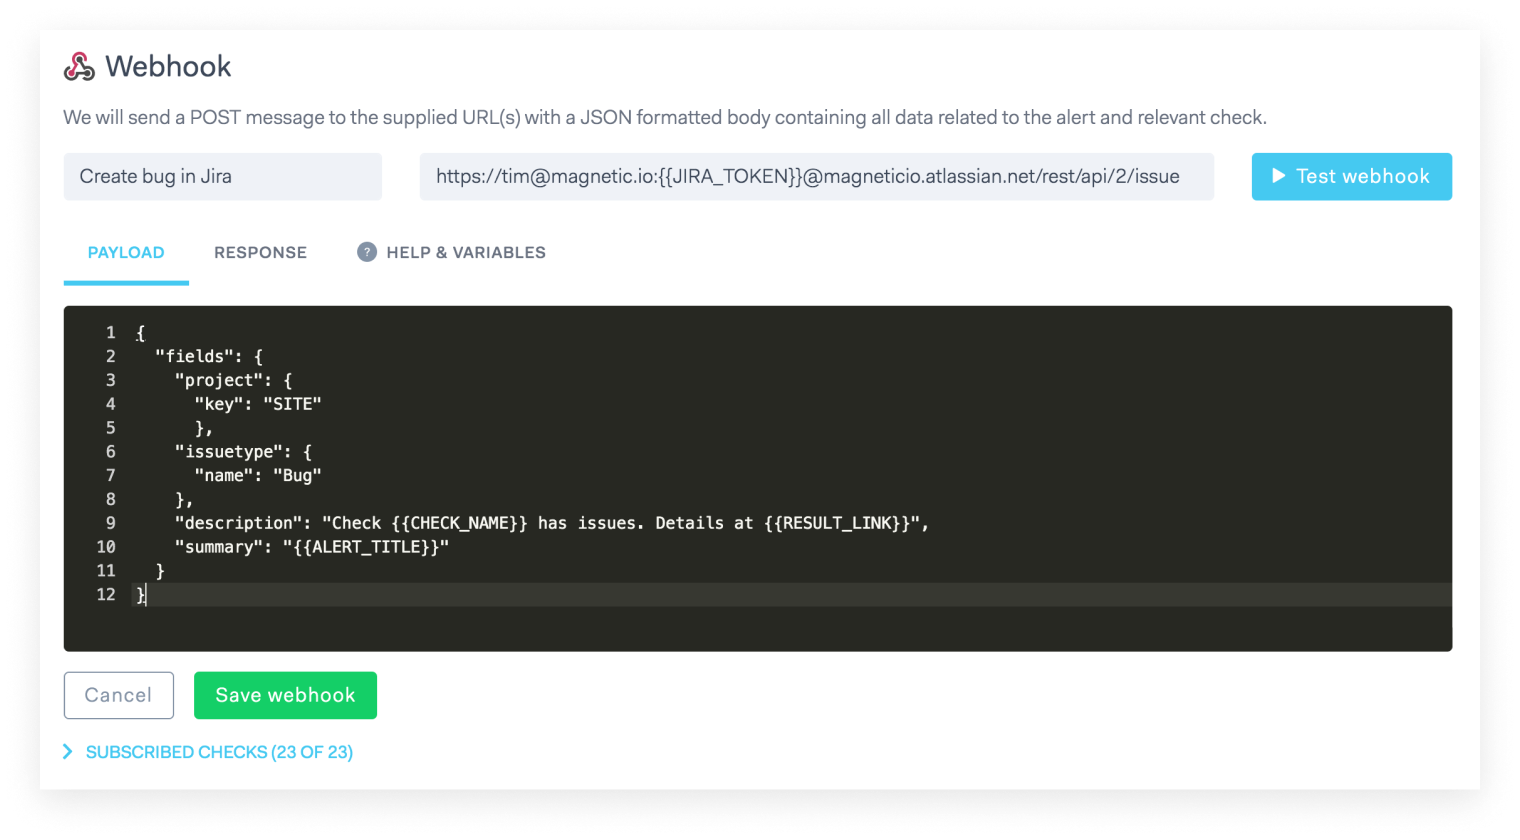 Webhook
We will send a POST message to the supplied URL(s) with a JSON formatted body containing all data related to the alert and relevant check.
Create bug in Jira
https://tim@magnetic.io:{{JIRA_TOKEN}}@magneticio.atlassian.net/rest/api/2/issue
Test webhook
PAYLOAD
RESPONSE
? HELP & VARIABLES
1 {
2   "fields": {
3     "project": {
4       "key": "SITE"
5       },
6     "issuetype": {
7       "name": "Bug"
8     },
9     "description": "Check {{CHECK_NAME}} has issues. Details at {{RESULT_LINK}}",
10     "summary": "{{ALERT_TITLE}}"
11   }
12 }
Cancel
Save webhook
SUBSCRIBED CHECKS (23 OF 23)